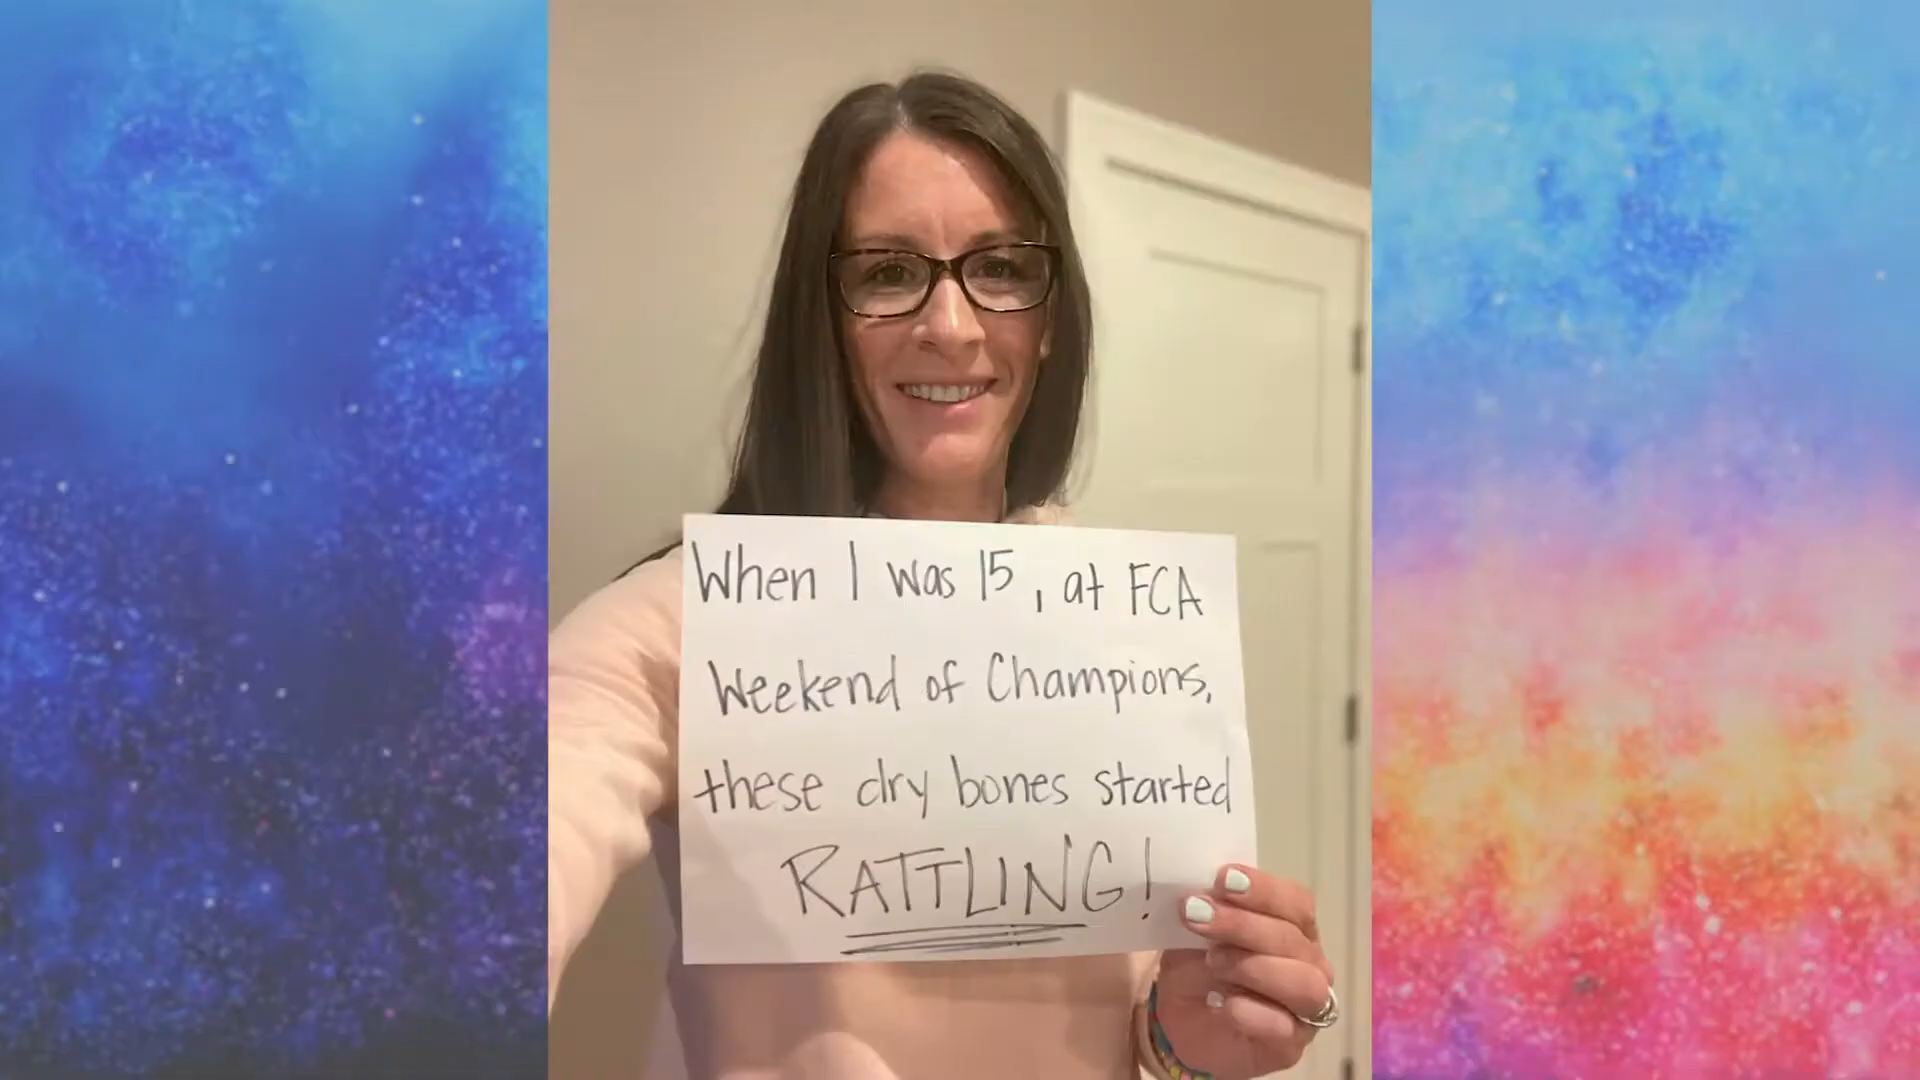 When I was 15, at FCA
Weekend of Champions,
these dry bones started
RATTLING!